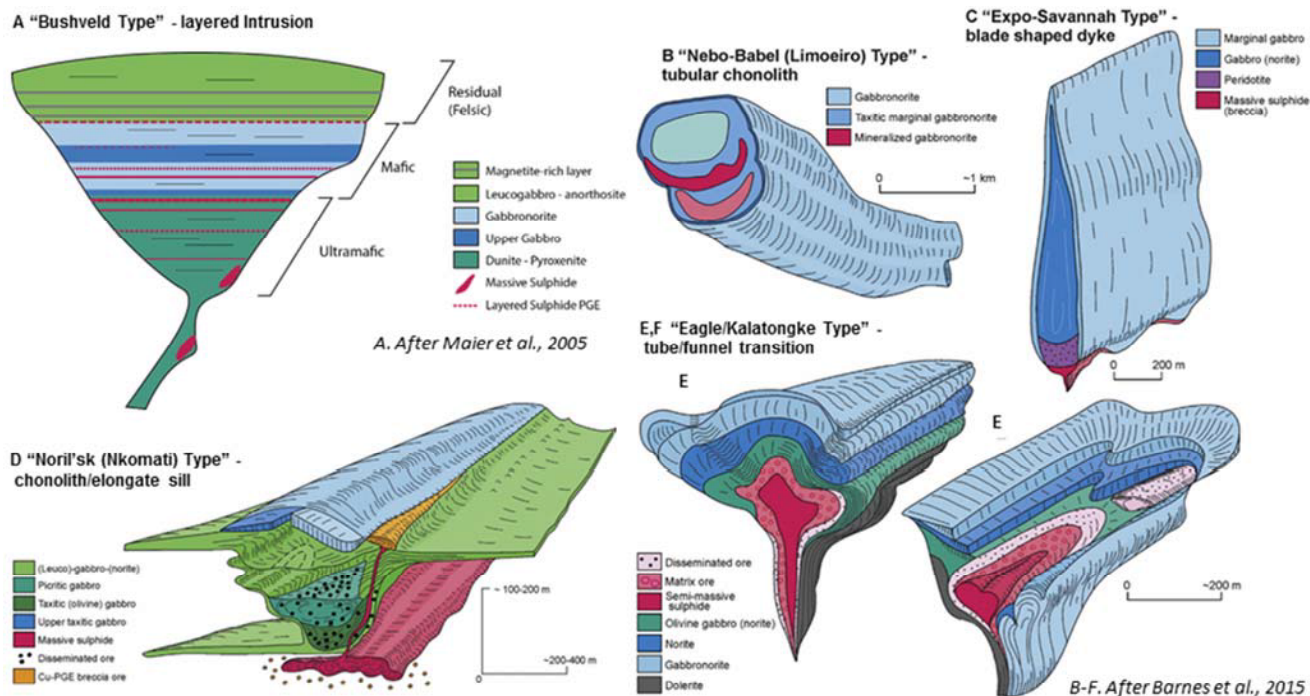 A “Bushveld Type” - layered Intrusion
Residual
(Felsic)
Mafic
Ultramafic
Magnetite-rich layer
Leucogabbro - anorthosite
Gabbronorite
Upper Gabbro
Dunite - Pyroxenite
Massive Sulphide
Layered Sulphide PGE
A. After Maier et al., 2005
B “Nebo-Babel (Limoeiro) Type” -
tubular chonolith
Gabbronorite
Taxitic marginal gabbronorite
Mineralized gabbronorite
0 ~1 km
C “Expo-Savannah Type” -
blade shaped dyke
Marginal gabbro
Gabbro (norite)
Peridotite
Massive sulphide
(breccia)
0 200 m
D “Noril’sk (Nkomati) Type” -
chonolith/elongate sill
(Leuco)-gabbro-(norite)
Picritic gabbro
Taxitic (olivine) gabbro
Upper taxitic gabbro
Massive sulphide
Disseminated ore
Cu-PGE breccia ore
~ 100-200 m
~200-400 m
0
E,F “Eagle/Kalatongke Type” -
tube/funnel transition
E
E
Disseminated ore
Matrix ore
Semi-massive
sulphide
Olivine gabbro (norite)
Norite
Gabbronorite
Dolerite
0 ~200 m
B-F. After Barnes et al., 2015